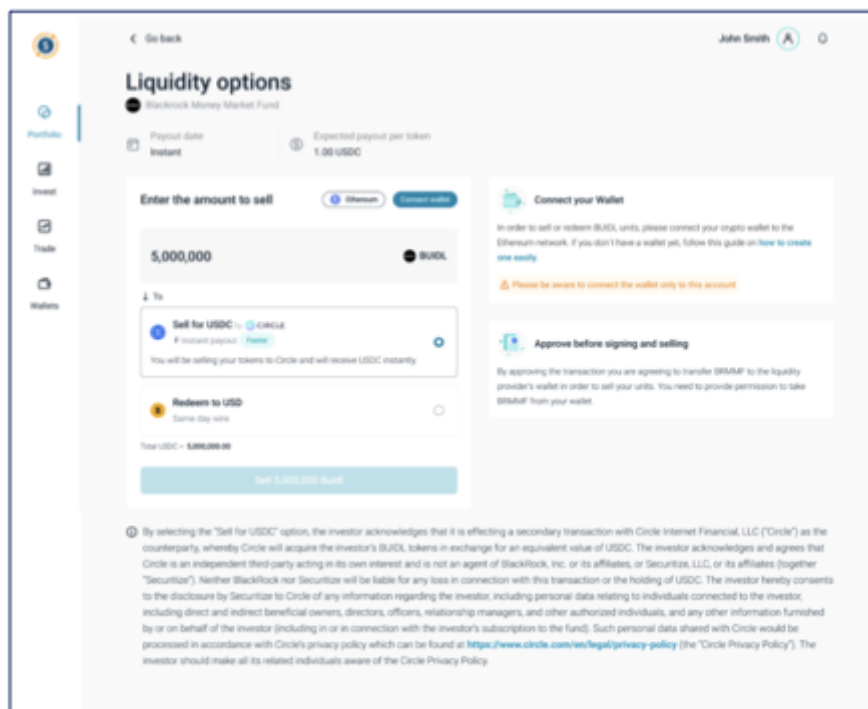 Go back
John Smith
Liquidity options
Blackrock Money Market Fund
Portfolio
Payout date
Instant
Expected payout per token
1.00 USDC
Invest
Trade
Wallets
Enter the amount to sell
Ethereum
Connect wallet
5,000,000
BUIDL
To
Sell for USDC by CIRCLE
Instant payout Faster
You will be selling your tokens to Circle and will receive USDC instantly.
Redeem to USD
Same day wire
Total USDC = 5,000,000.00
Sell 5,000,000 Buidl
Connect your Wallet
In order to sell or redeem BUIDL units, please connect your crypto wallet to the
Ethereum network. If you don't have a wallet yet, follow this guide on how to create
one easily.
Please be aware to connect the wallet only to this account
Approve before signing and selling
By approving the transaction you are agreeing to transfer BRMMF to the liquidity
provider's wallet in order to sell your units. You need to provide permission to take
BRMMF from your wallet.
By selecting the "Sell for USDC" option, the investor acknowledges that it is effecting a secondary transaction with Circle Internet Financial, LLC ("Circle") as the
counterparty, whereby Circle will acquire the investor's BUIDL tokens in exchange for an equivalent value of USDC. The investor acknowledges and agrees that
Circle is an independent third-party acting in its own interest and is not an agent of BlackRock, Inc. or its affiliates, or Securitize, LLC, or its affiliates (together
"Securitize"). Neither BlackRock nor Securitize will be liable for any loss in connection with this transaction or the holding of USDC. The investor hereby consents
to the disclosure by Securitize to Circle of any information regarding the investor, including personal data relating to individuals connected to the investor,
including direct and indirect beneficial owners, directors, officers, relationship managers, and other authorized individuals, and any other information furnished
by or on behalf of the investor (including in or in connection with the investor's subscription to the fund). Such personal data shared with Circle would be
processed in accordance with Circle's privacy policy which can be found at https://www.circle.com/en/legal/privacy-policy (the "Circle Privacy Policy"). The
investor should make all its related individuals aware of the Circle Privacy Policy.